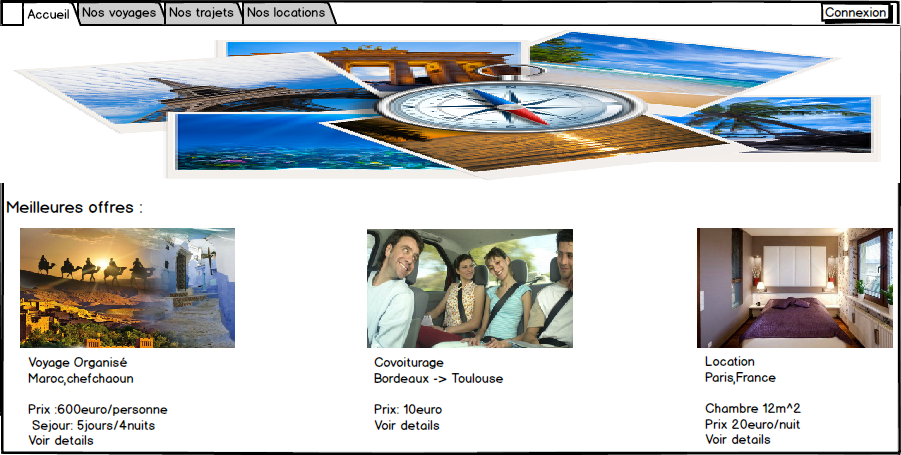 Accueil
Nos voyages
Nos trajets
Nos locations
Connexion
Meilleures offres :
Voyage Organisé
Maroc,chefchaoun
Prix :600euro/personne
Sejour: 5jours/4nuits
Voir details
Covoiturage
Bordeaux -> Toulouse
Prix: 10euro
Voir details
Location
Paris,France
Chambre 12m^2
Prix 20euro/nuit
Voir details